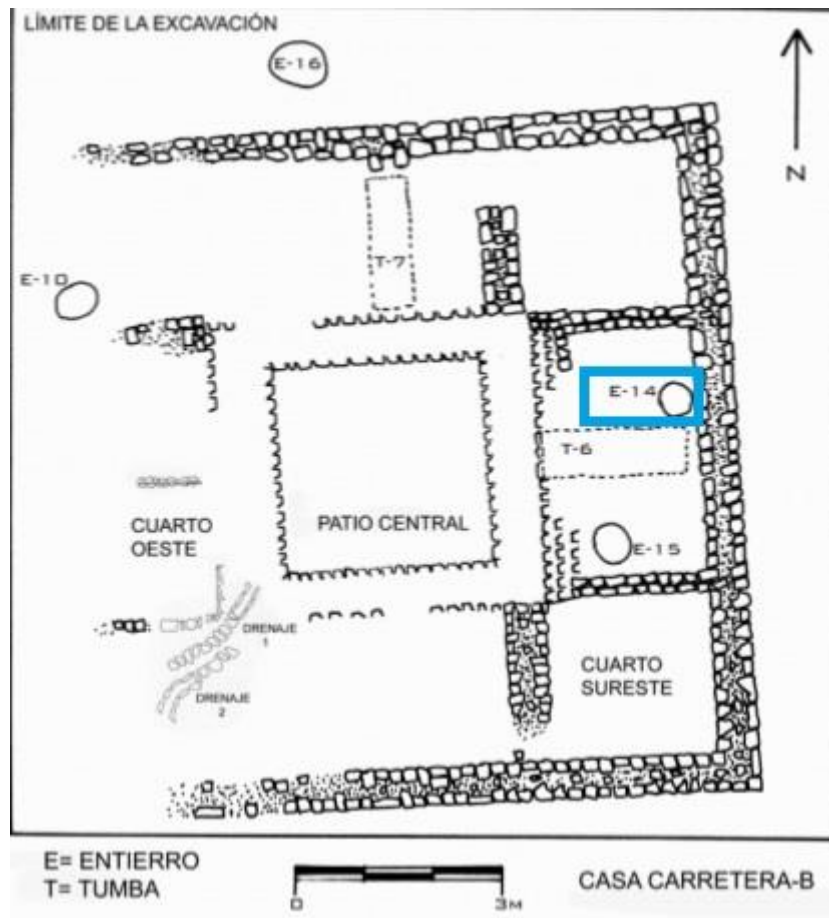 LÍMITE DE LA EXCAVACIÓN
E-16
N
T-7
E-10
E-14
T-6
CUARTO
OESTE
PATIO CENTRAL
E-15
DRENAJE
1
DRENAJE
2
CUARTO
SURESTE
E= ENTIERRO
T= TUMBA
0
3M
CASA CARRETERA-B